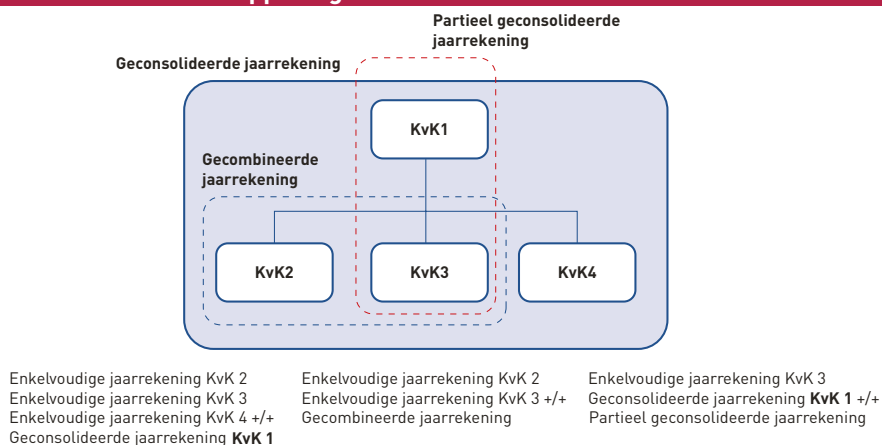 Partieel geconsolideerde
jaarrekening
Geconsolideerde jaarrekening
KvK1
Gecombineerde
jaarrekening
KvK2
KvK3
KvK4
Enkelvoudige jaarrekening KvK 2
Enkelvoudige jaarrekening KvK 3
Enkelvoudige jaarrekening KvK 4 +/+
Geconsolideerde jaarrekening KvK 1
Enkelvoudige jaarrekening KvK 2
Enkelvoudige jaarrekening KvK 3 +/+
Gecombineerde jaarrekening
Enkelvoudige jaarrekening KvK 3
Geconsolideerde jaarrekening KvK 1 +/+
Partieel geconsolideerde jaarrekening